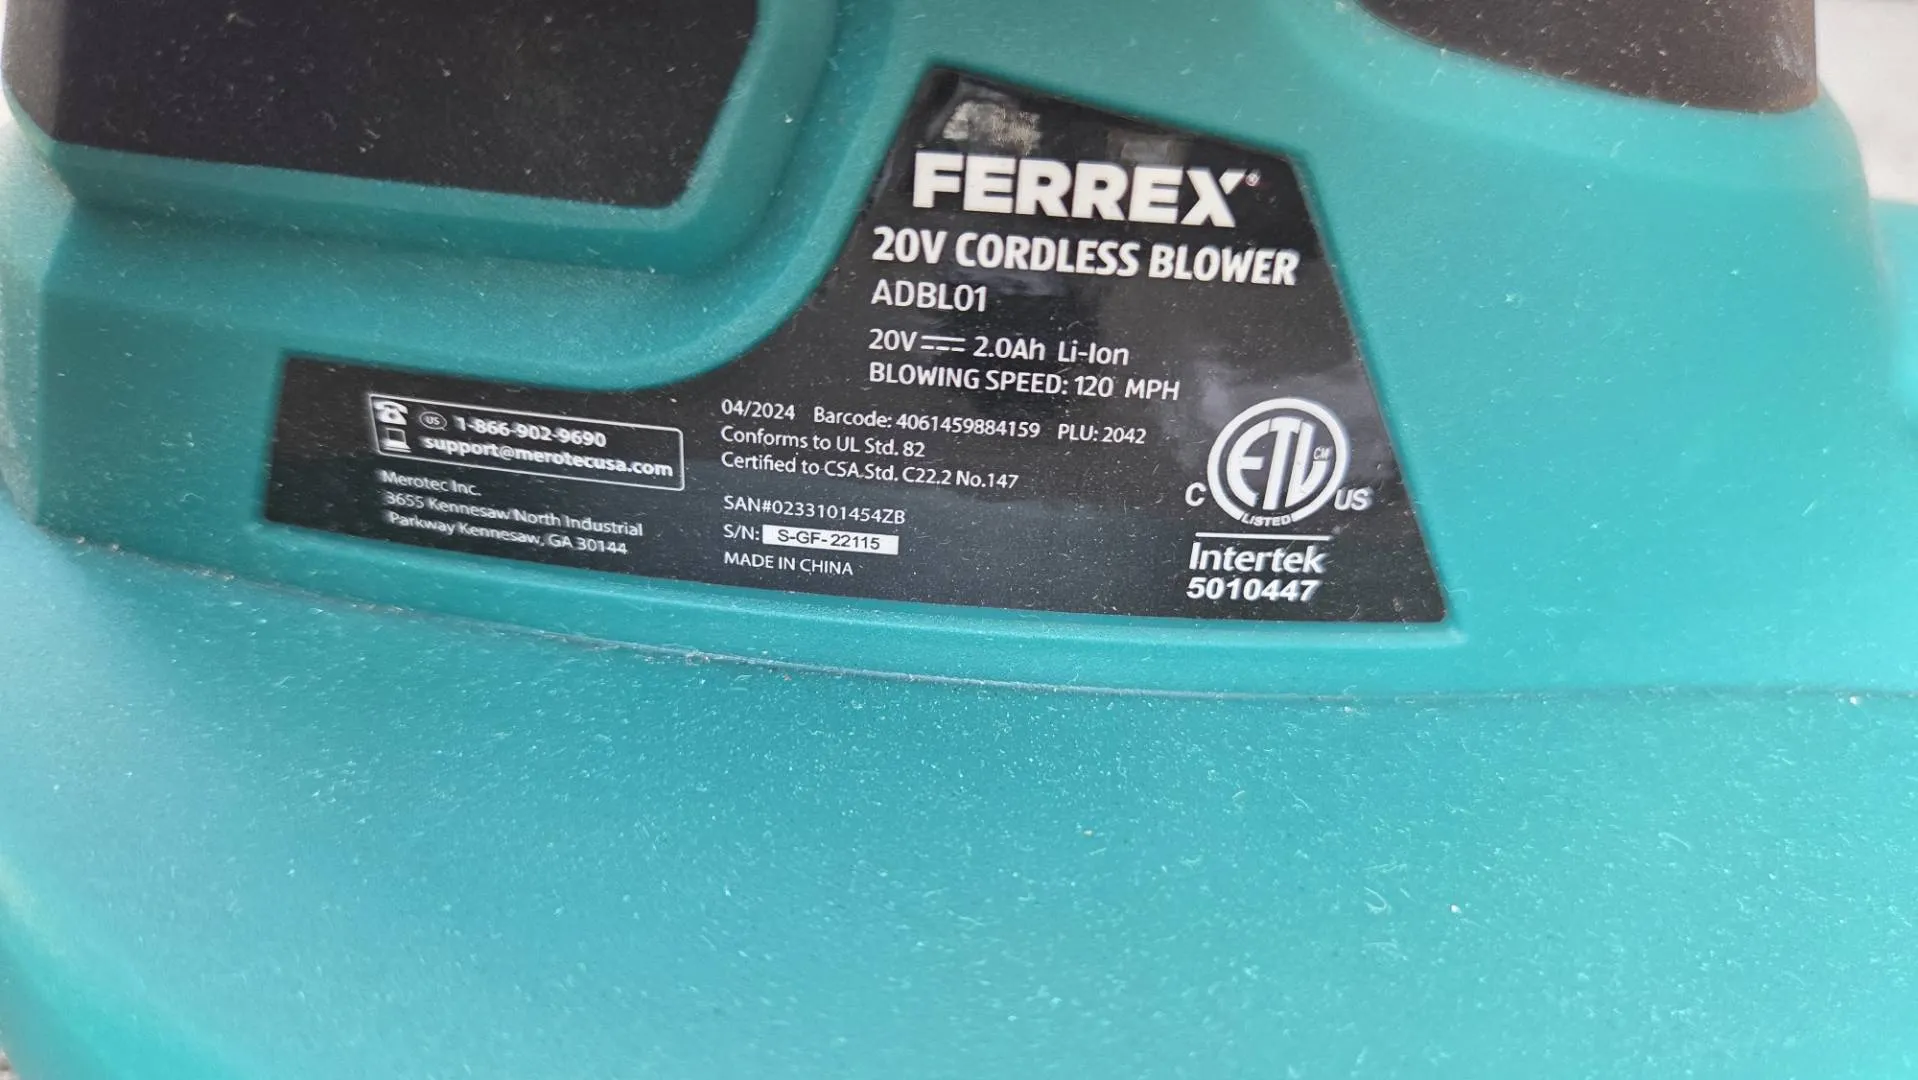 FERREX®
20V CORDLESS BLOWER
ADBL01
20V 2.0Ah Li-Ion
BLOWING SPEED: 120 MPH
US 1-866-902-9690
support@merotecusa.com
Merotec Inc.
3655 Kennesaw North Industrial
Parkway Kennesaw, GA 30144
04/2024 Barcode: 4061459884159 PLU: 2042
Conforms to UL Std. 82
Certified to CSA.Std. C22.2 No.147
SAN#0233101454ZB
S/N: S-GF-22115
MADE IN CHINA
ETL CM
C US
LISTED
Intertek
5010447